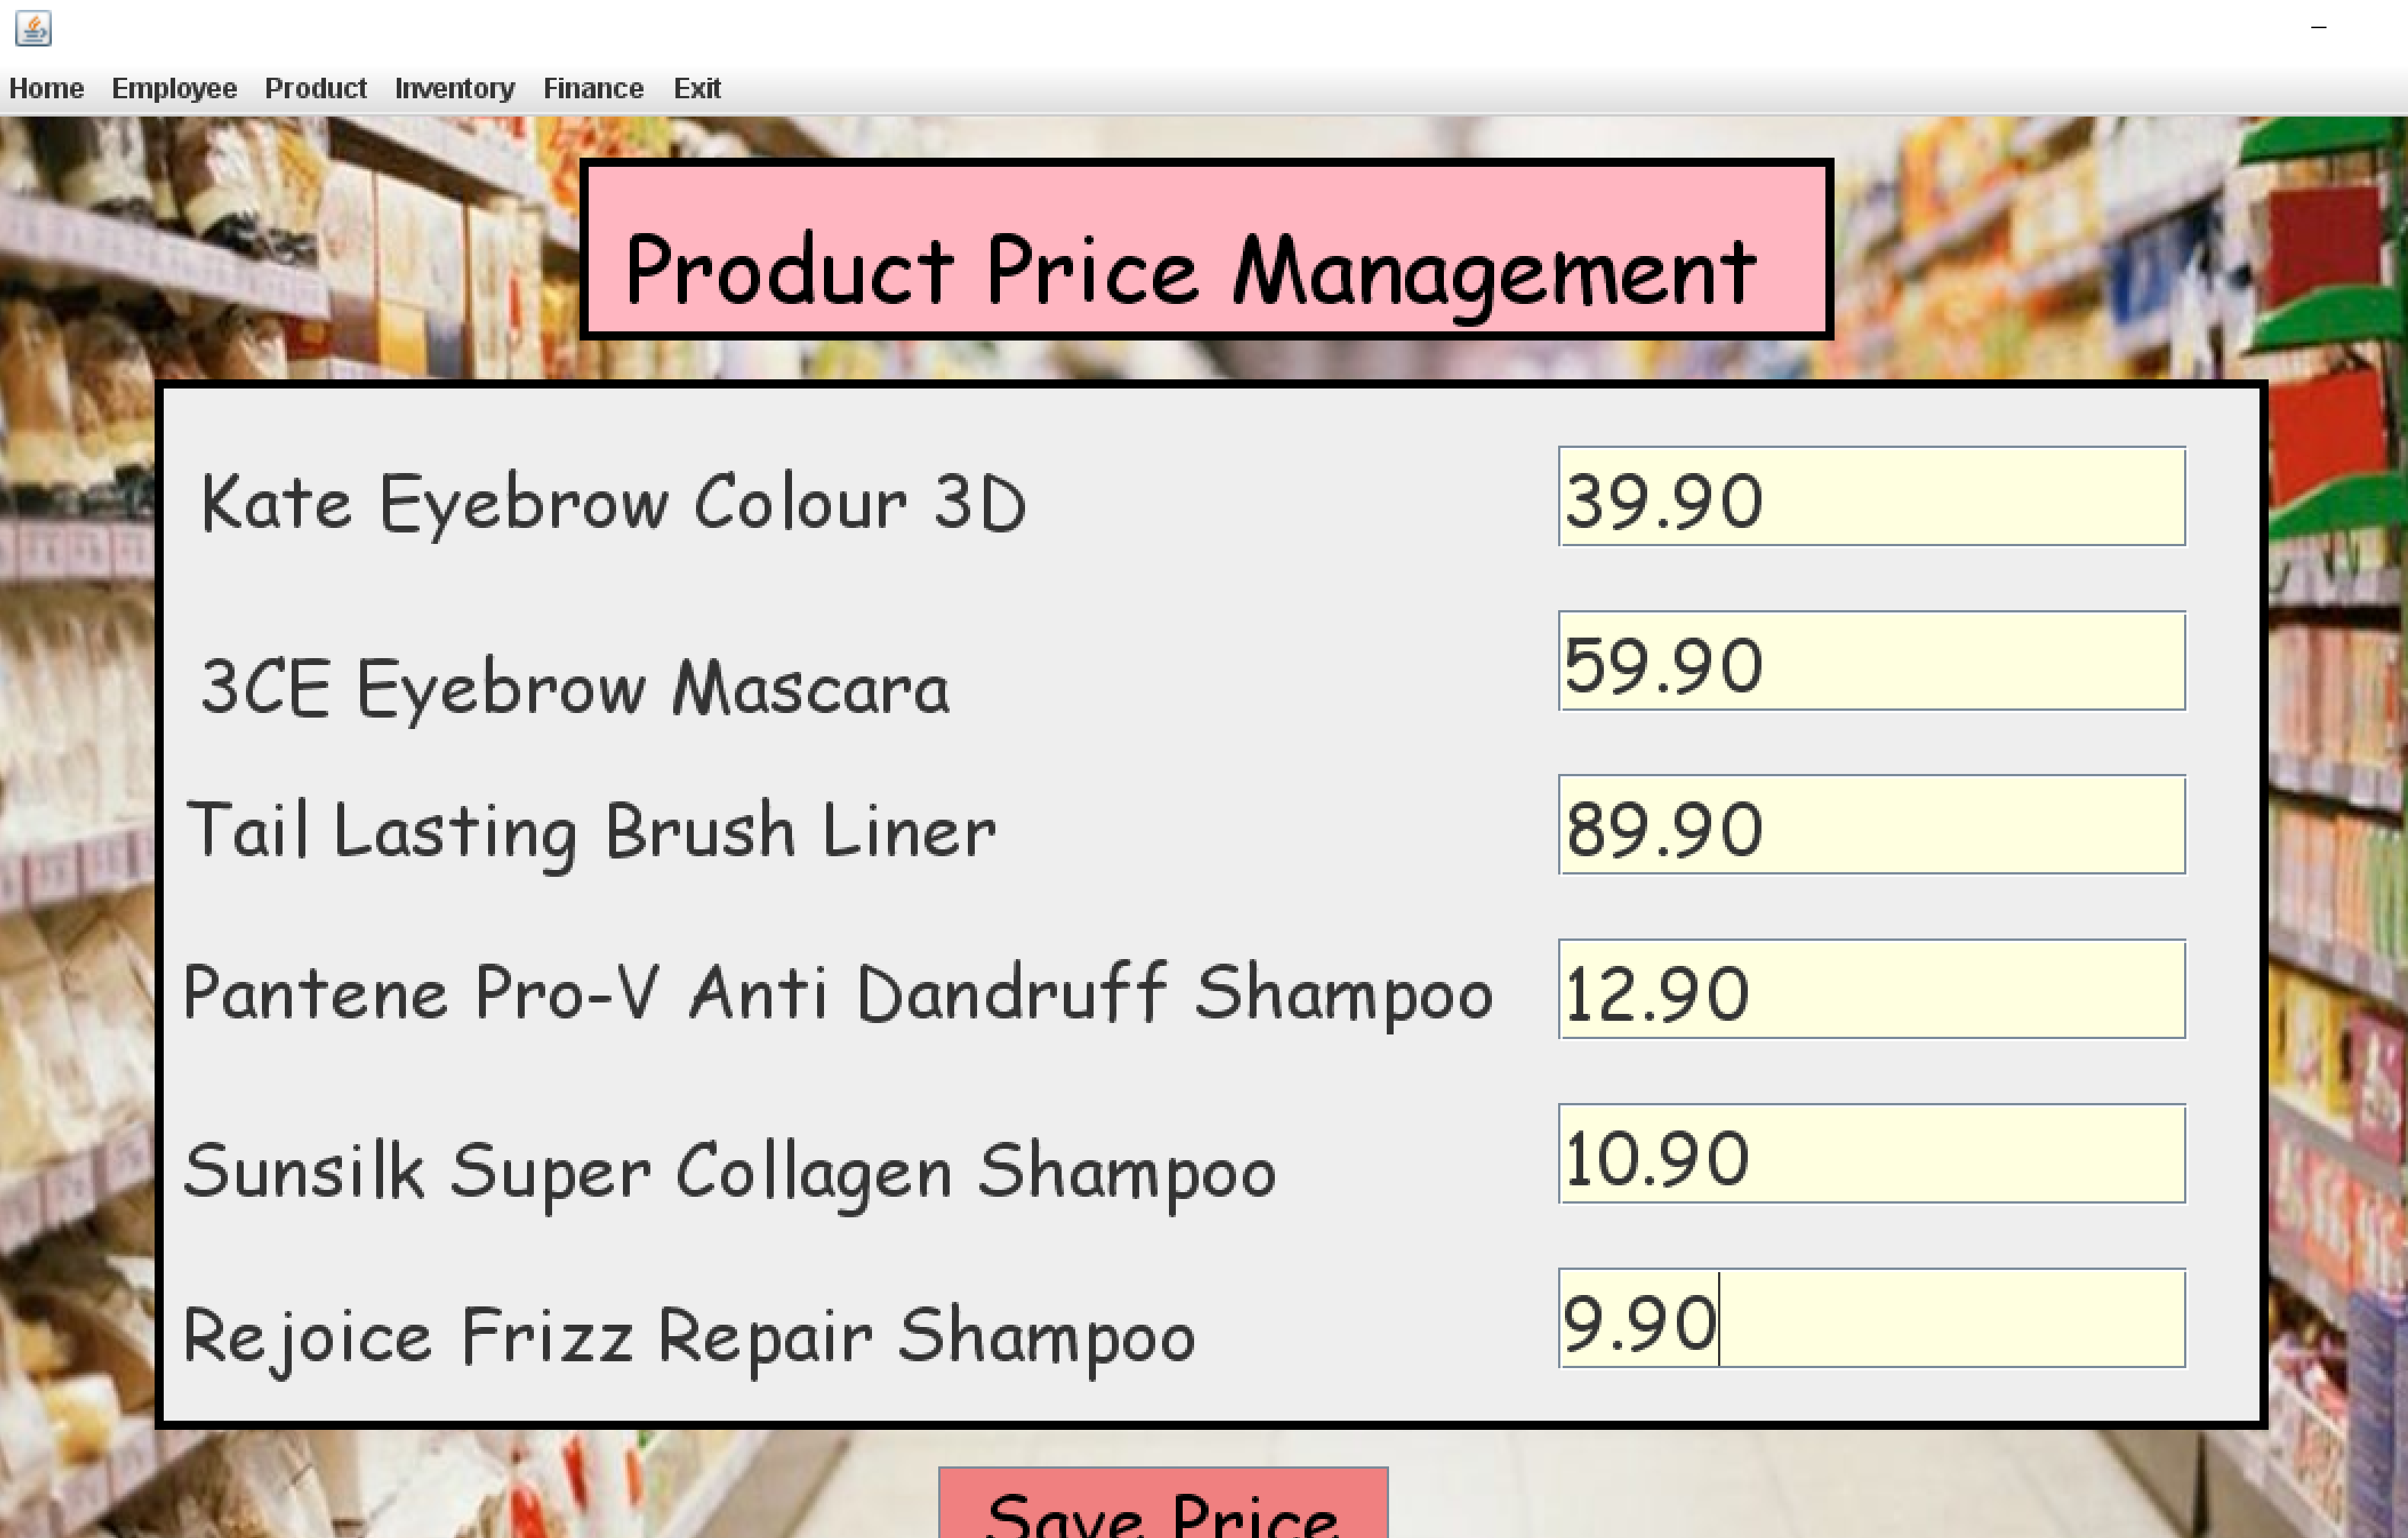 Home Employee Product Inventory Finance Exit
Product Price Management
Kate Eyebrow Colour 3D 39.90
3CE Eyebrow Mascara 59.90
Tail Lasting Brush Liner 89.90
Pantene Pro-V Anti Dandruff Shampoo 12.90
Sunsilk Super Collagen Shampoo 10.90
Rejoice Frizz Repair Shampoo 9.90
Save Price